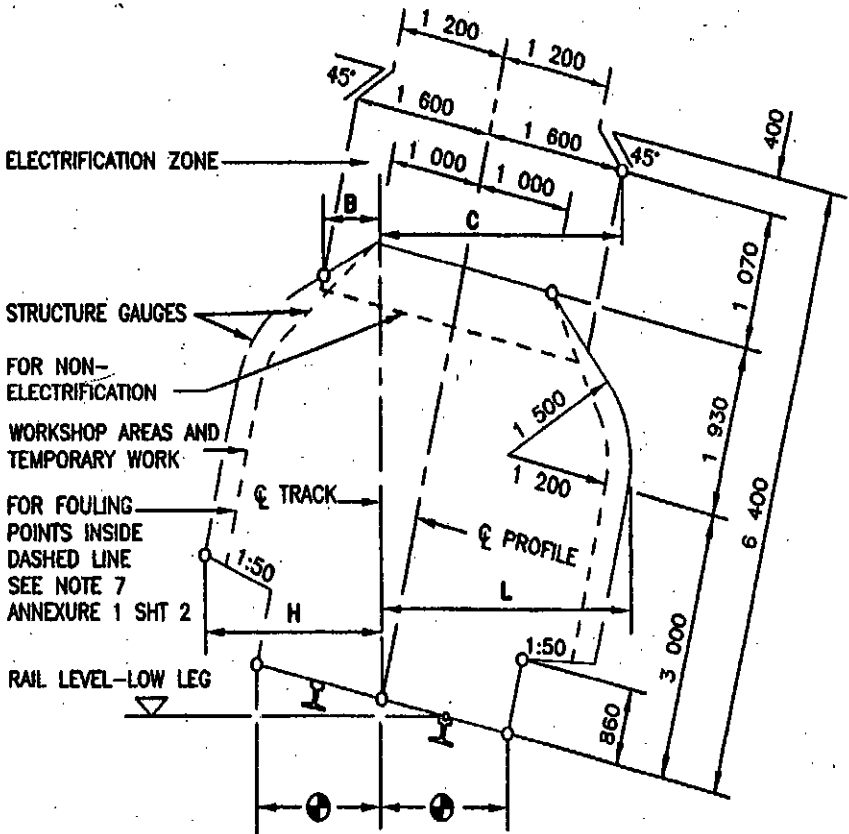 1 200
1 200
45°
1 600
1 600
400
45°
ELECTRIFICATION ZONE
1 000
1 000
B
C
1 070
STRUCTURE GAUGES
FOR NON-
ELECTRIFICATION
1 500
1 930
WORKSHOP AREAS AND
TEMPORARY WORK
1 200
6 400
℄ TRACK
FOR FOULING
POINTS INSIDE
DASHED LINE
SEE NOTE 7
ANNEXURE 1 SHT 2
℄ PROFILE
1:50
H
L
3 000
1:50
RAIL LEVEL-LOW LEG
860